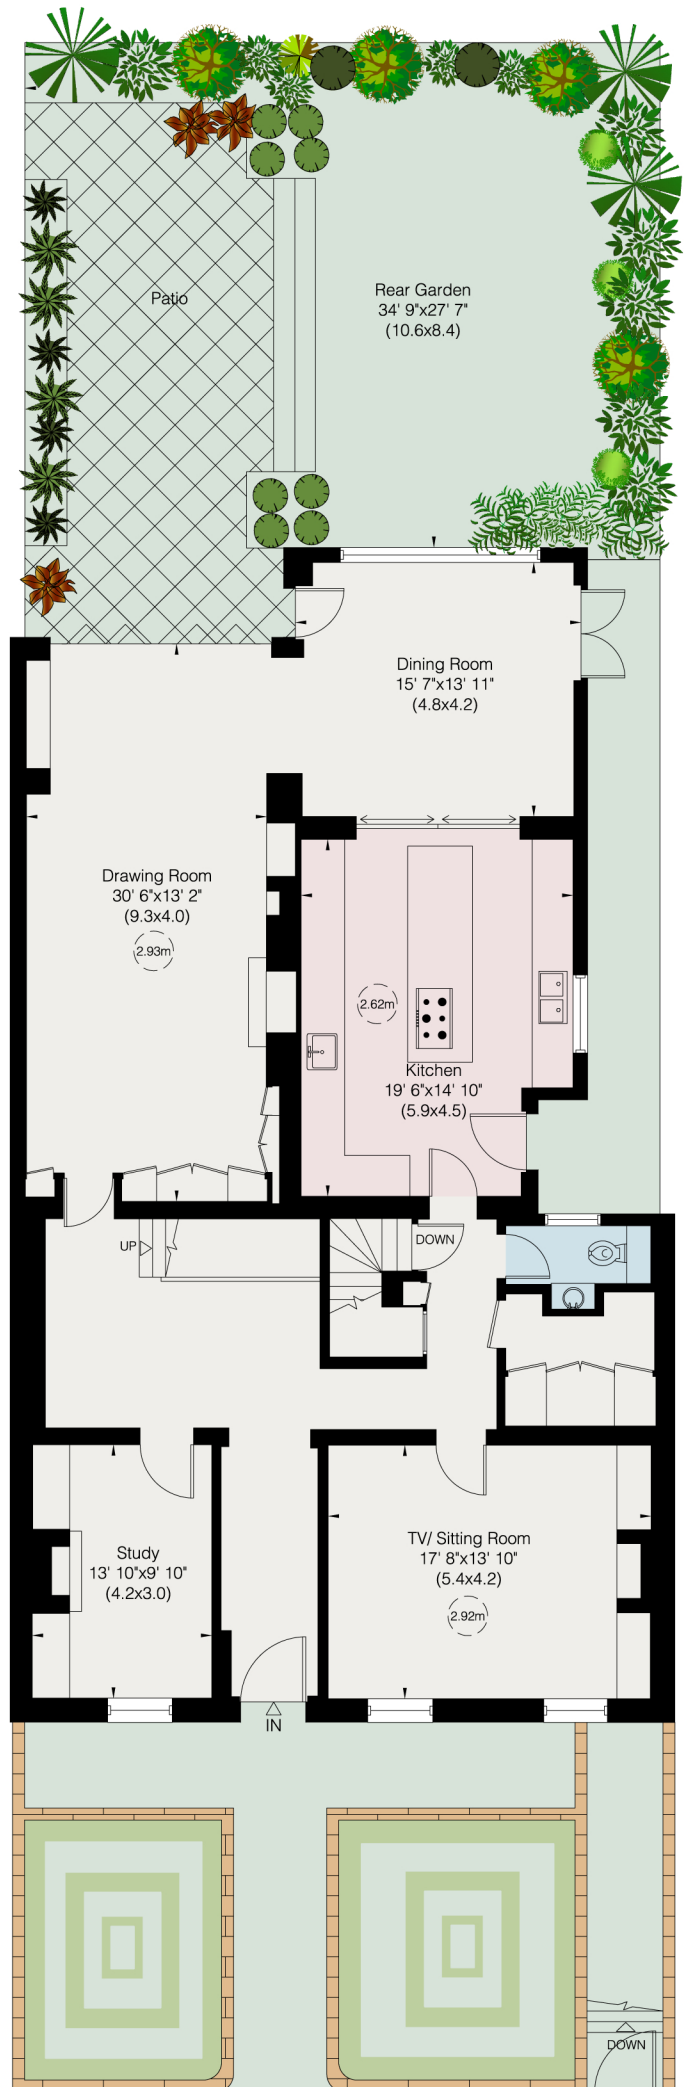 Patio
Rear Garden
34' 9"x27' 7"
(10.6x8.4)
Dining Room
15' 7"x13' 11"
(4.8x4.2)
Drawing Room
30' 6"x13' 2"
(9.3x4.0)
2.93m
2.62m
Kitchen
19' 6"x14' 10"
(5.9x4.5)
UP
DOWN
Study
13' 10"x9' 10"
(4.2x3.0)
TV/ Sitting Room
17' 8"x13' 10"
(5.4x4.2)
2.92m
IN
DOWN